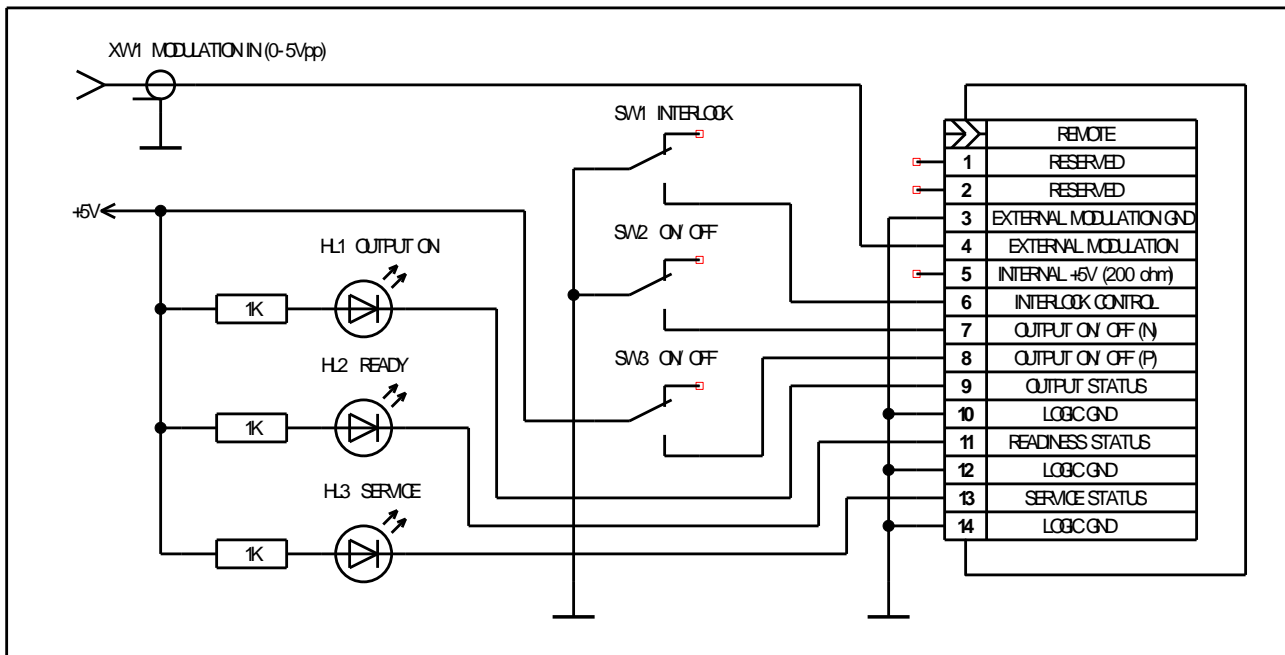 XW1 MODULATION IN (0-5Vpp)
SW1 INTERLOCK
REMOTE
1 RESERVED
2 RESERVED
+5V
3 EXTERNAL MODULATION GND
SW2 ON/OFF
HL1 OUTPUT ON
4 EXTERNAL MODULATION
5 INTERNAL +5V (200 ohm)
1K
6 INTERLOCK CONTROL
7 OUTPUT ON/OFF (N)
HL2 READY
SW3 ON/OFF
8 OUTPUT ON/OFF (P)
9 OUTPUT STATUS
10 LOGIC GND
1K
11 READINESS STATUS
12 LOGIC GND
HL3 SERVICE
13 SERVICE STATUS
14 LOGIC GND
1K